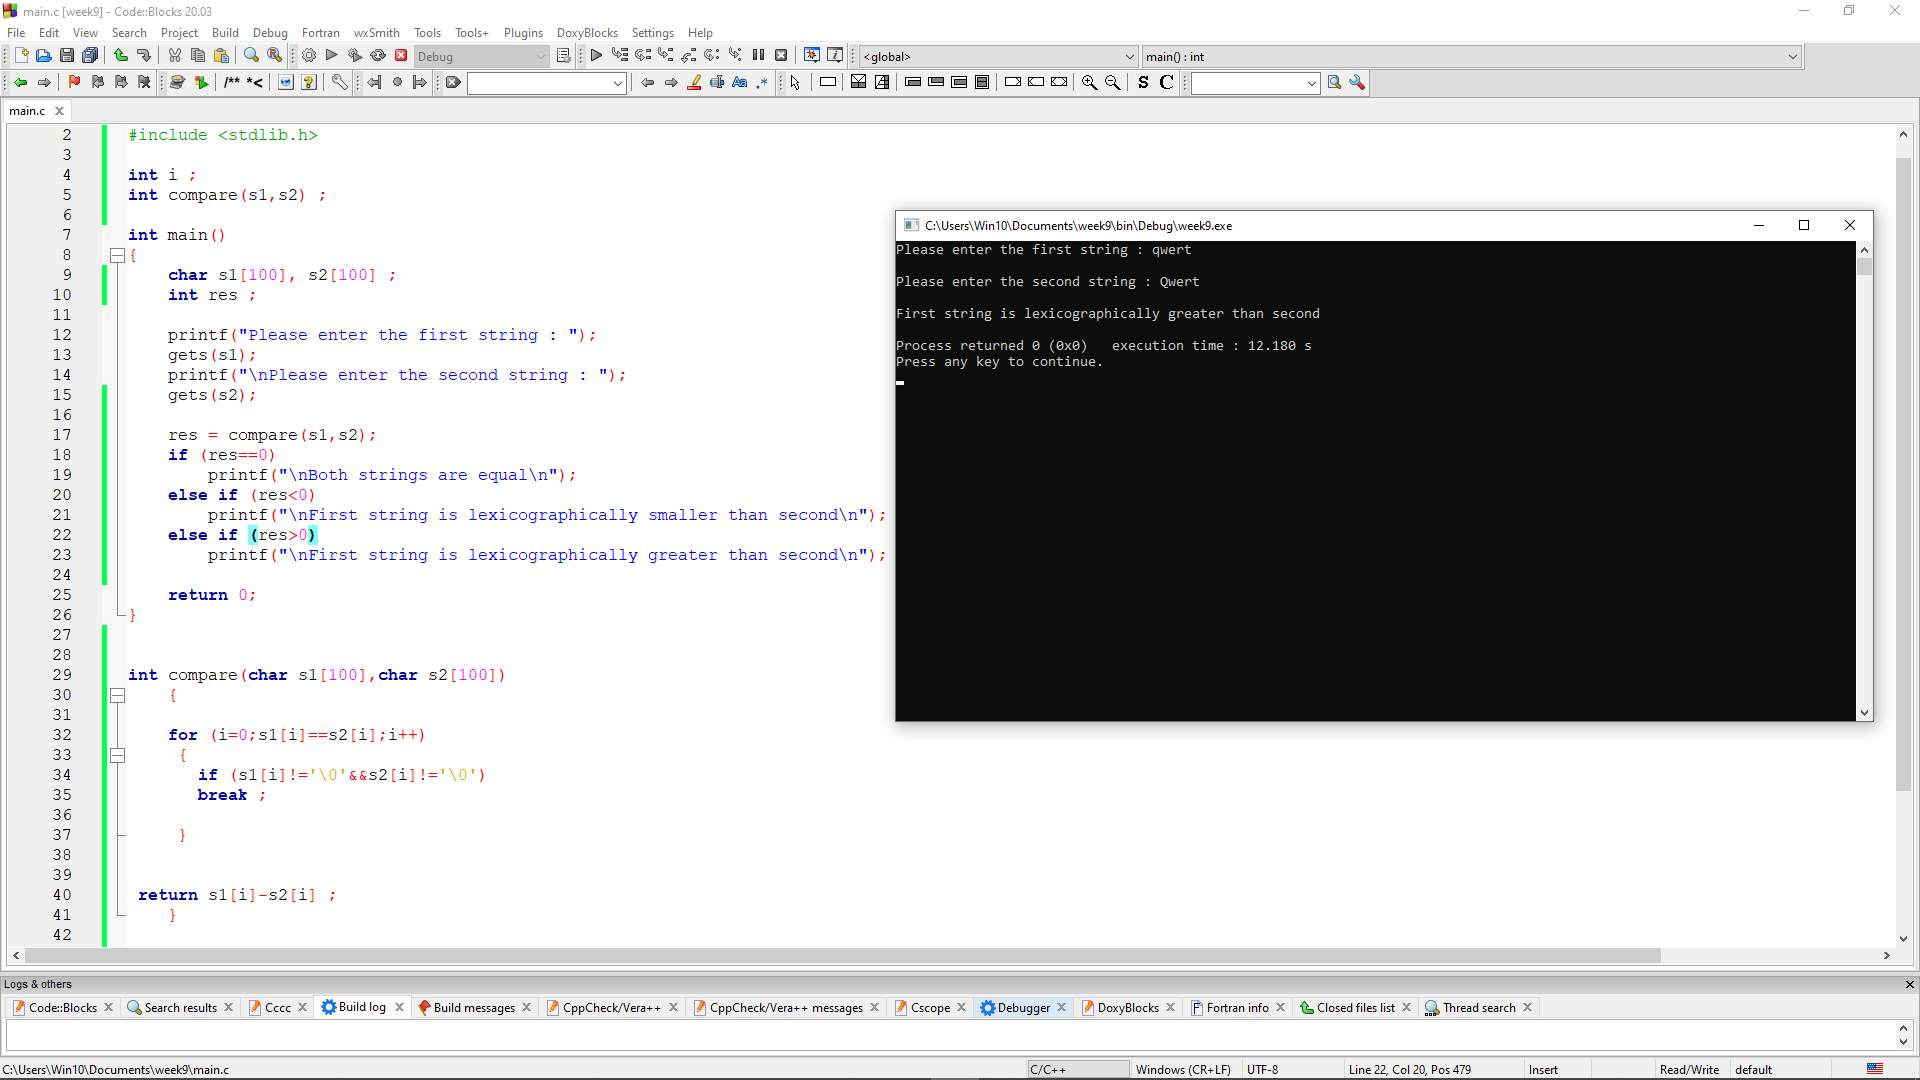 main.c [week9] - Code::Blocks 20.03
File Edit View Search Project Build Debug Fortran wxSmith Tools Tools+ Plugins DoxyBlocks Settings Help
Debug <global> main() : int
/** *< Aa .* S C
main.c
2 #include <stdlib.h>
3
4 int i ;
5 int compare(s1,s2) ;
6
7 int main()
8 {
9 char s1[100], s2[100] ;
10 int res ;
11
12 printf("Please enter the first string : ");
13 gets(s1);
14 printf("\nPlease enter the second string : ");
15 gets(s2);
16
17 res = compare(s1,s2);
18 if (res==0)
19 printf("\nBoth strings are equal\n");
20 else if (res<0)
21 printf("\nFirst string is lexicographically smaller than second\n");
22 else if (res>0)
23 printf("\nFirst string is lexicographically greater than second\n");
24
25 return 0;
26 }
27
28
29 int compare(char s1[100],char s2[100])
30 {
31
32 for (i=0;s1[i]==s2[i];i++)
33 {
34 if (s1[i]!='\0'&&s2[i]!='\0')
35 break ;
36
37 }
38
39
40 return s1[i]-s2[i] ;
41 }
42
C:\Users\Win10\Documents\week9\bin\Debug\week9.exe
Please enter the first string : qwert
Please enter the second string : Qwert
First string is lexicographically greater than second
Process returned 0 (0x0) execution time : 12.180 s
Press any key to continue.
Logs & others
Code::Blocks Search results Cccc Build log Build messages CppCheck/Vera++ CppCheck/Vera++ messages Cscope Debugger DoxyBlocks Fortran info Closed files list Thread search
C:\Users\Win10\Documents\week9\main.c C/C++ Windows (CR+LF) UTF-8 Line 22, Col 20, Pos 479 Insert Read/Write default